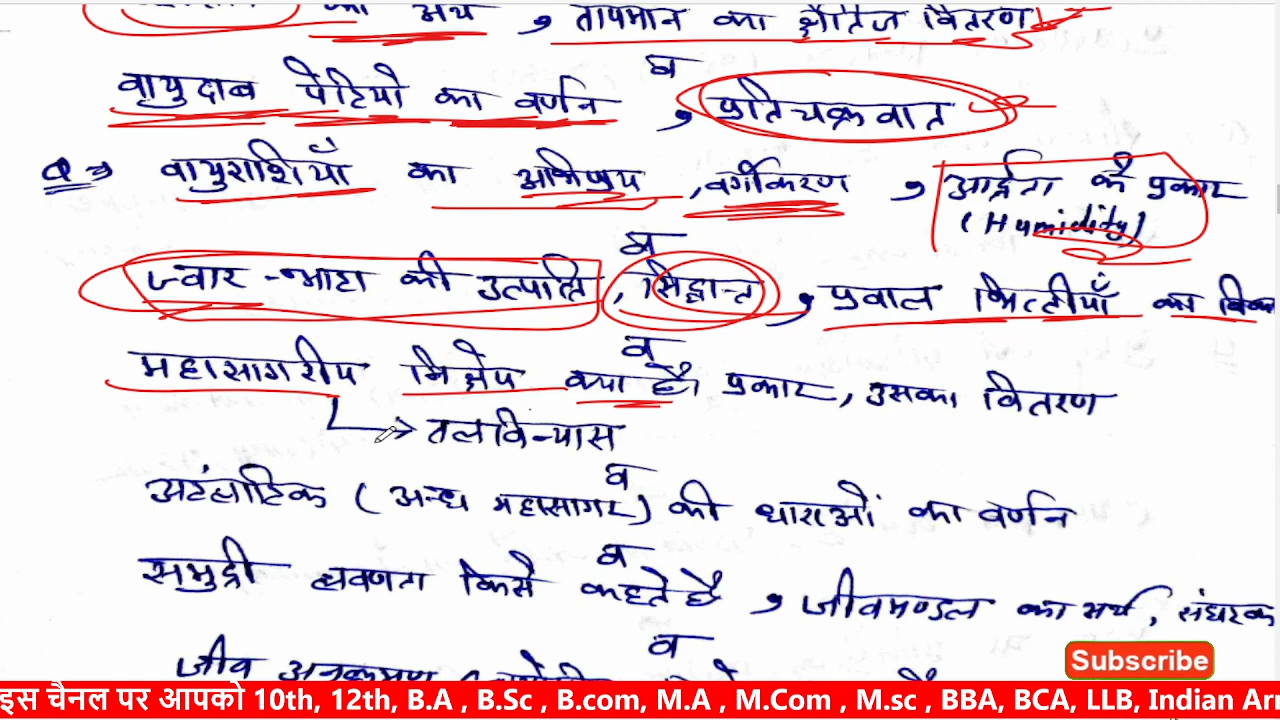 का अर्थ , तापमान का क्षैतिज वितरण
व
वायुदाब पेटियो का वर्णन , प्रतिचक्रवात
Q⇒ वायुराशियाँ का अभिप्राय , वर्गीकरण , आर्द्रता के प्रकार
(Humidity)
व
ज्वार-भाटा की उत्पत्ति , सिद्धान्त , प्रवाल भित्तीयाँ का
व
महासागरीय निक्षेप क्या है। प्रकार, उसका वितरण
→ तलविन्यास
व
अटलांटिक (अन्ध महासागर) की धाराओं का वर्णन
व
समुद्री लवणता किसे कहते है , जीवमण्डल का अर्थ , संघटक
व
जीव
Subscribe
इस चैनल पर आपको 10th, 12th, B.A , B.Sc , B.com, M.A , M.Com , M.sc , BBA, BCA, LLB, Indian Ar